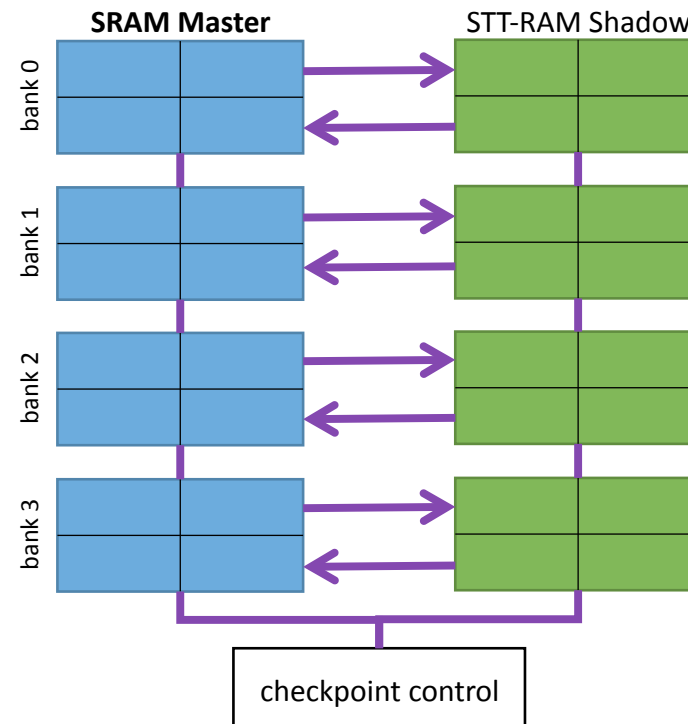 SRAM Master
STT-RAM Shadow
bank 0
bank 1
bank 2
bank 3
checkpoint control